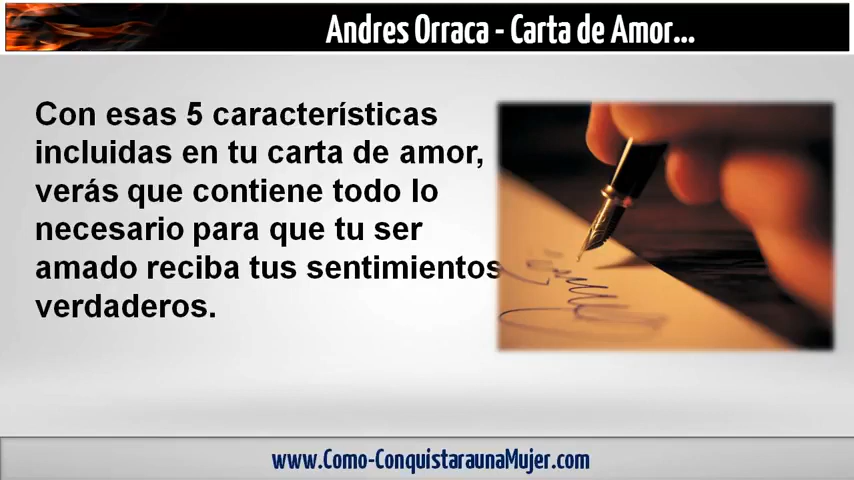 Andres Orraca - Carta de Amor...
Con esas 5 características
incluidas en tu carta de amor,
verás que contiene todo lo
necesario para que tu ser
amado reciba tus sentimientos
verdaderos.
www.Como-ConquistaraunaMujer.com